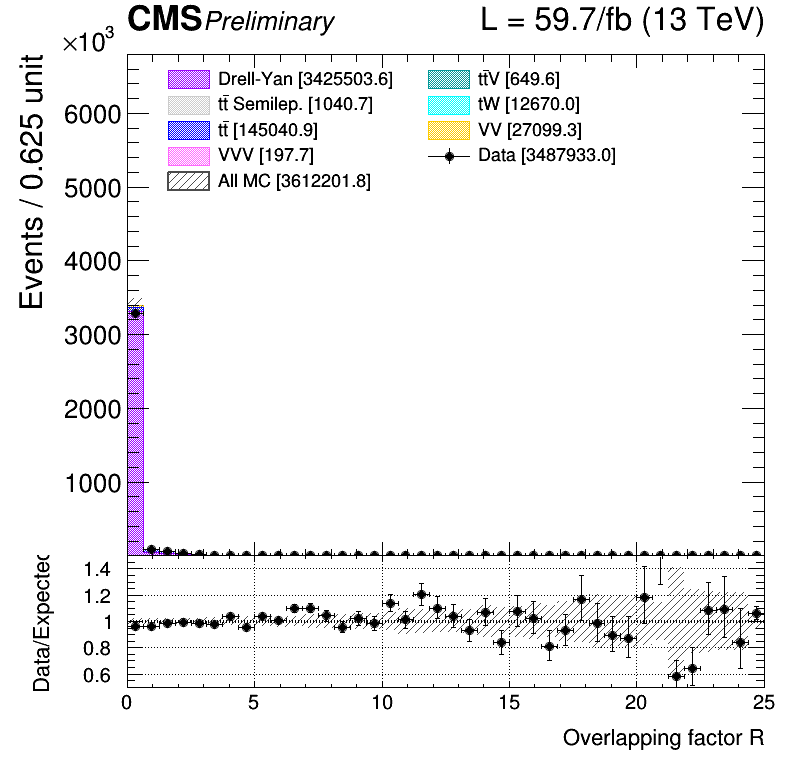 CMS Preliminary L = 59.7/fb (13 TeV)
×10³
Events / 0.625 unit
Drell-Yan [3425503.6]
tt̄ Semilep. [1040.7]
tt̄ [145040.9]
VVV [197.7]
All MC [3612201.8]
tt̄V [649.6]
tW [12670.0]
VV [27099.3]
Data [3487933.0]
6000
5000
4000
3000
2000
1000
Data/Expected
1.4
1.2
1
0.8
0.6
0 5 10 15 20 25
Overlapping factor R